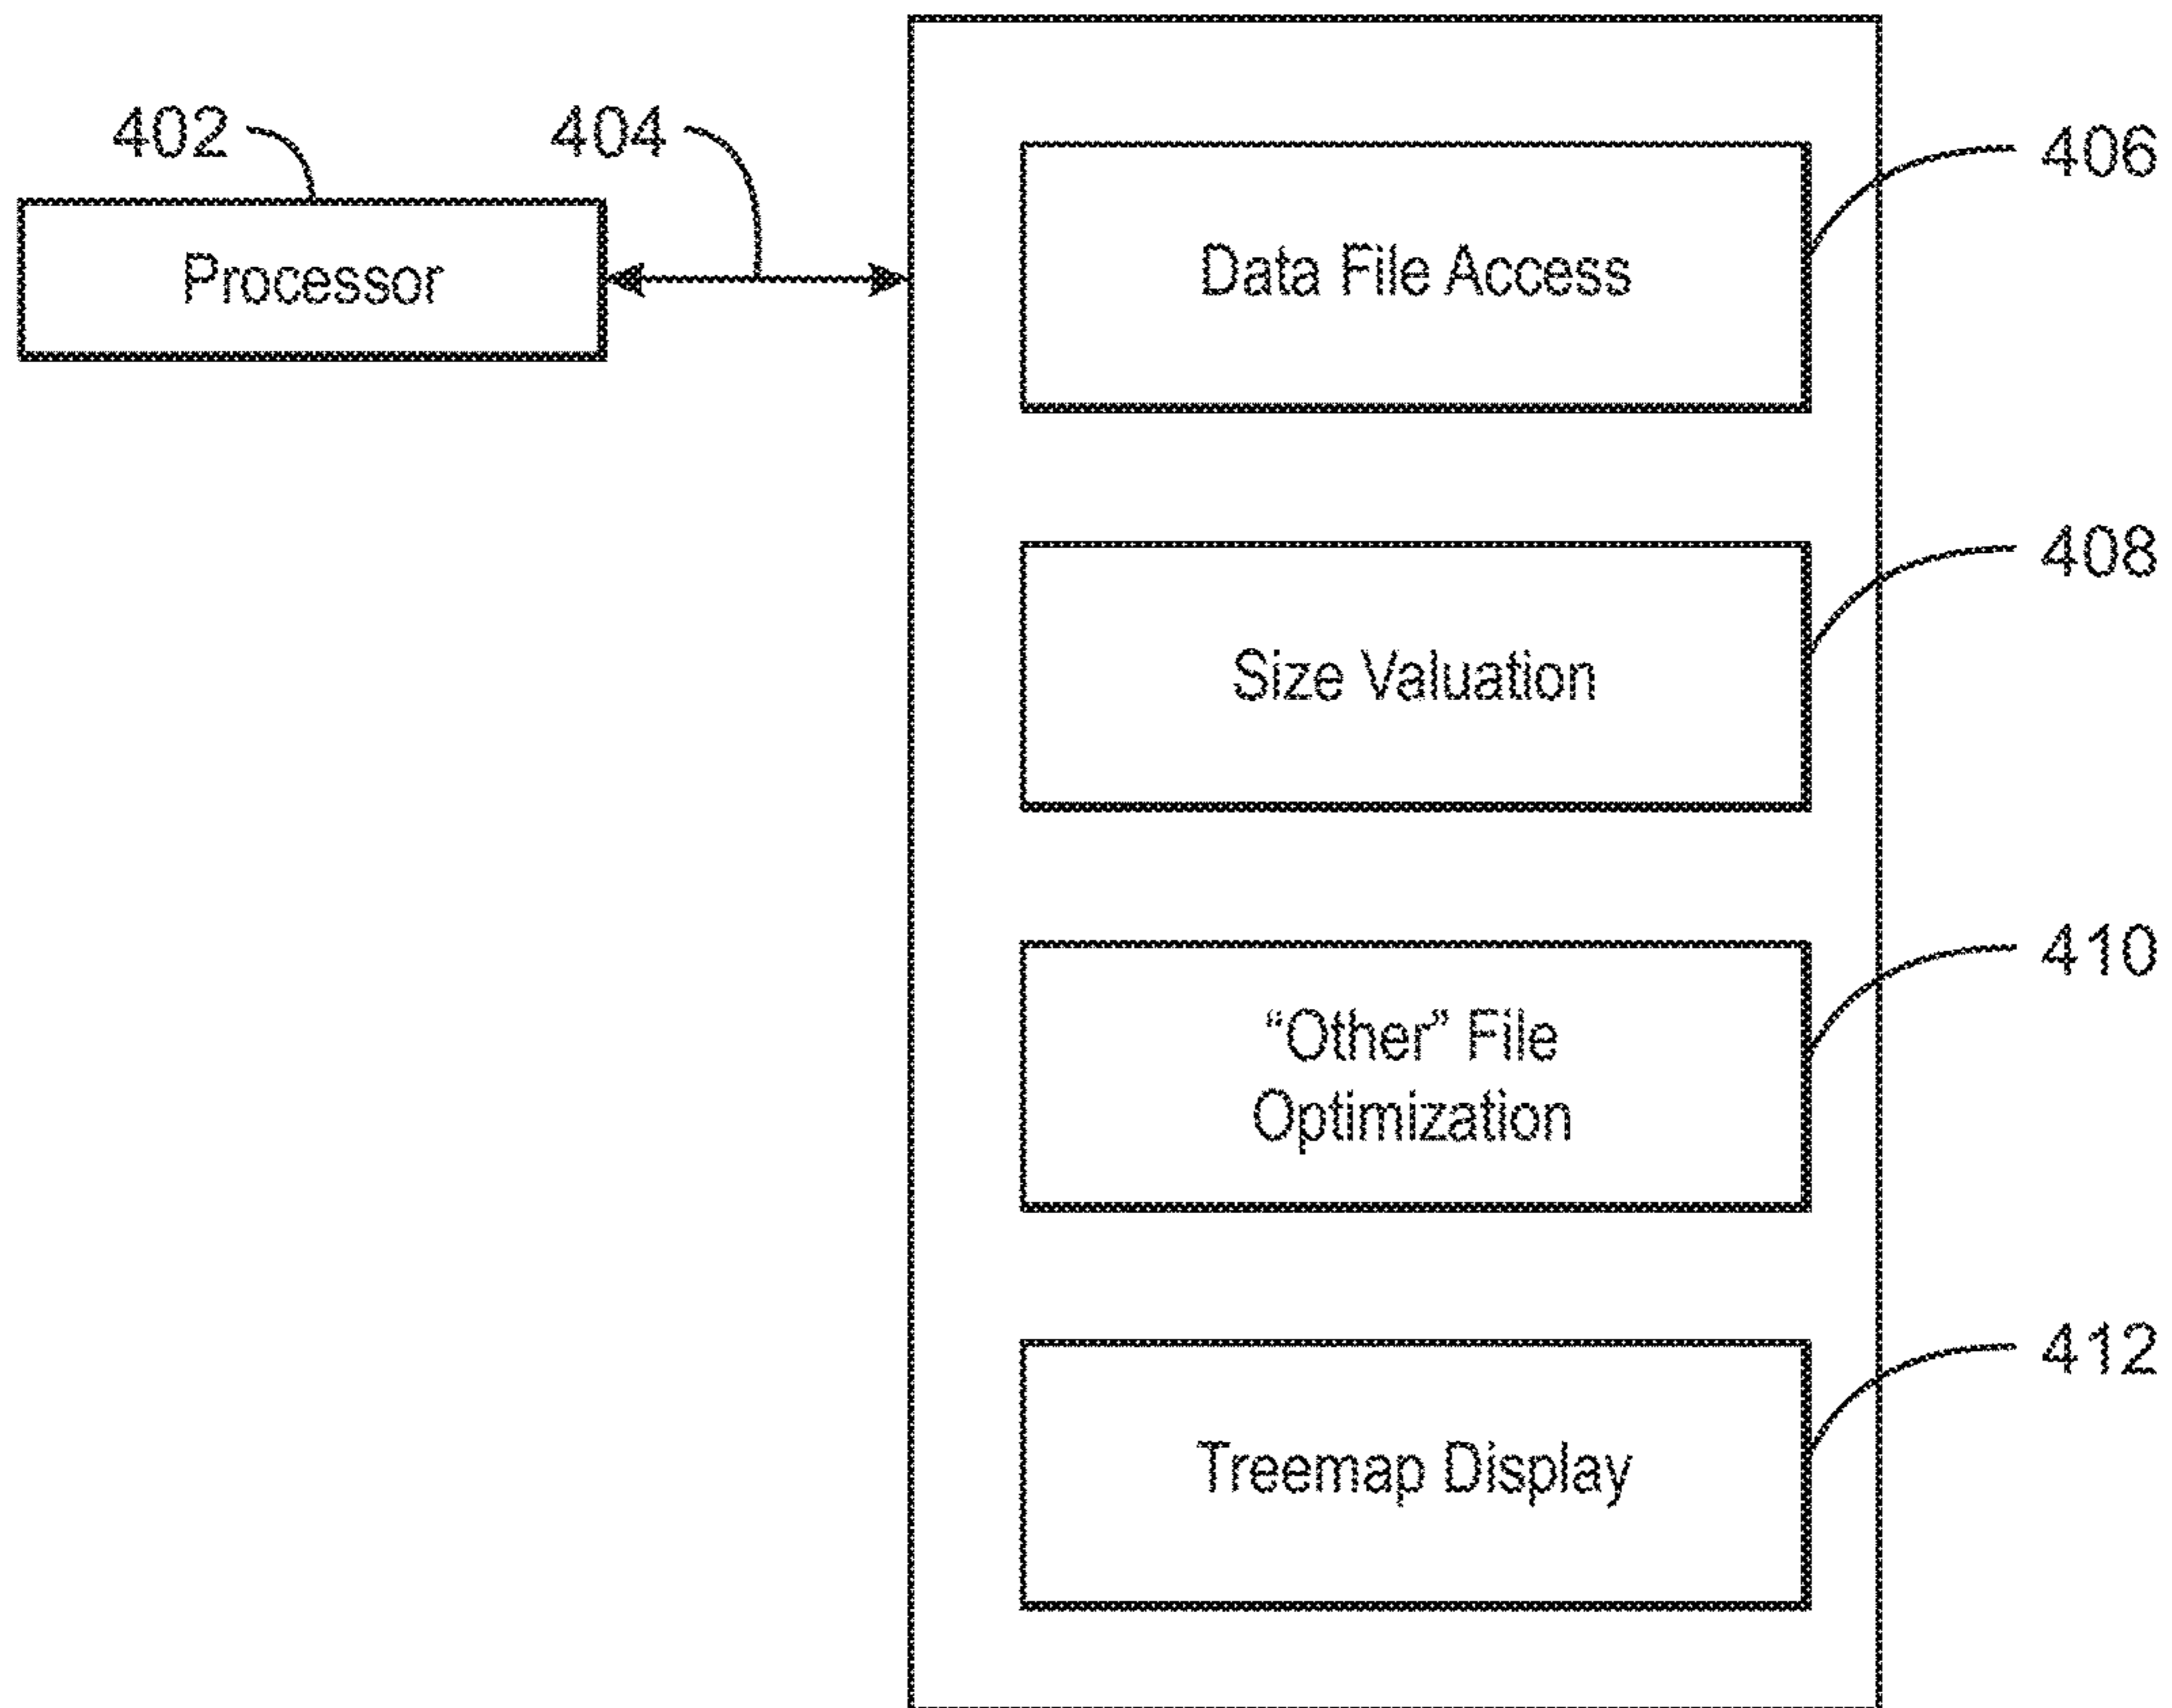 402
404
406
Processor
Data File Access
408
Size Valuation
410
“Other” File
Optimization
412
Treemap Display